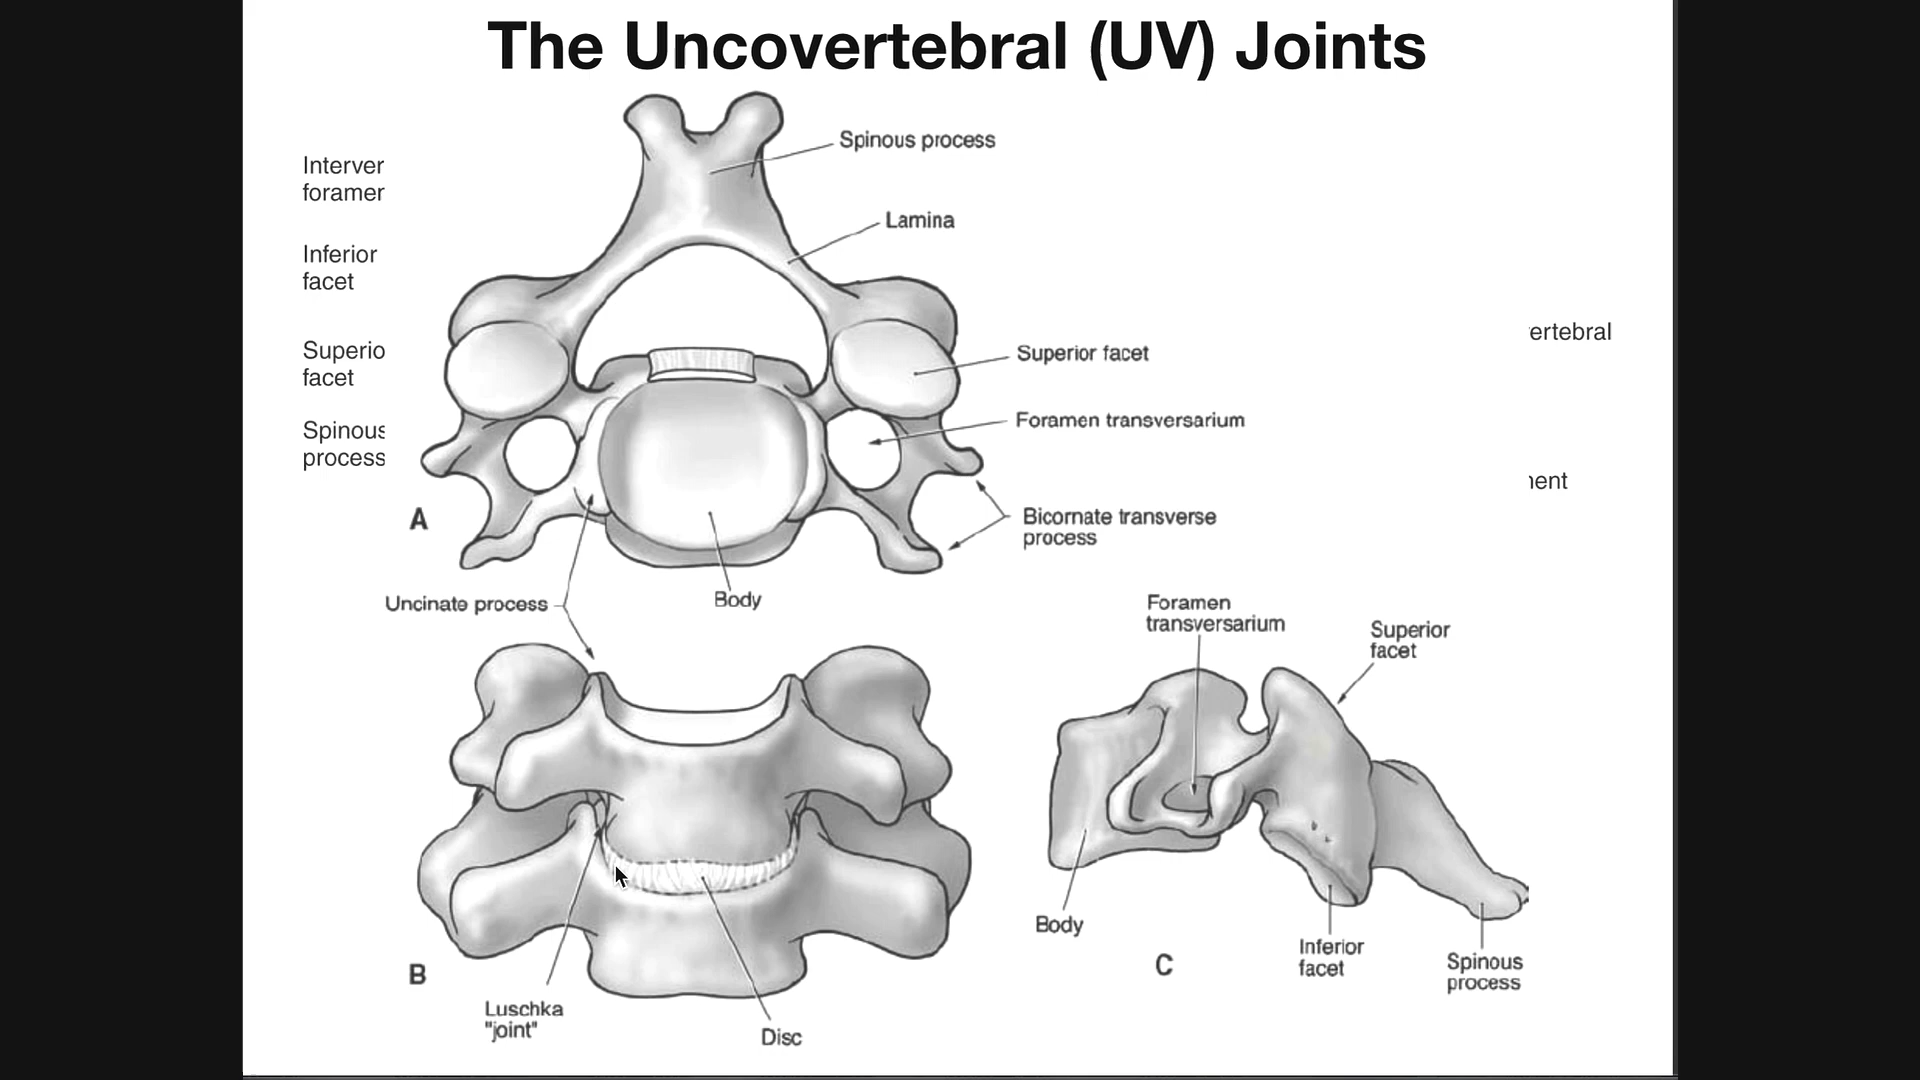 The Uncovertebral (UV) Joints
Interver
foramer
Inferior
facet
Superio
facet
Spinous
process
Spinous process
Lamina
Superior facet
Foramen transversarium
Bicornate transverse
process
ertebral
nent
A
Uncinate process
Body
Foramen
transversarium
Superior
facet
Body
B
C
Inferior
facet
Spinous
process
Luschka
"joint"
Disc